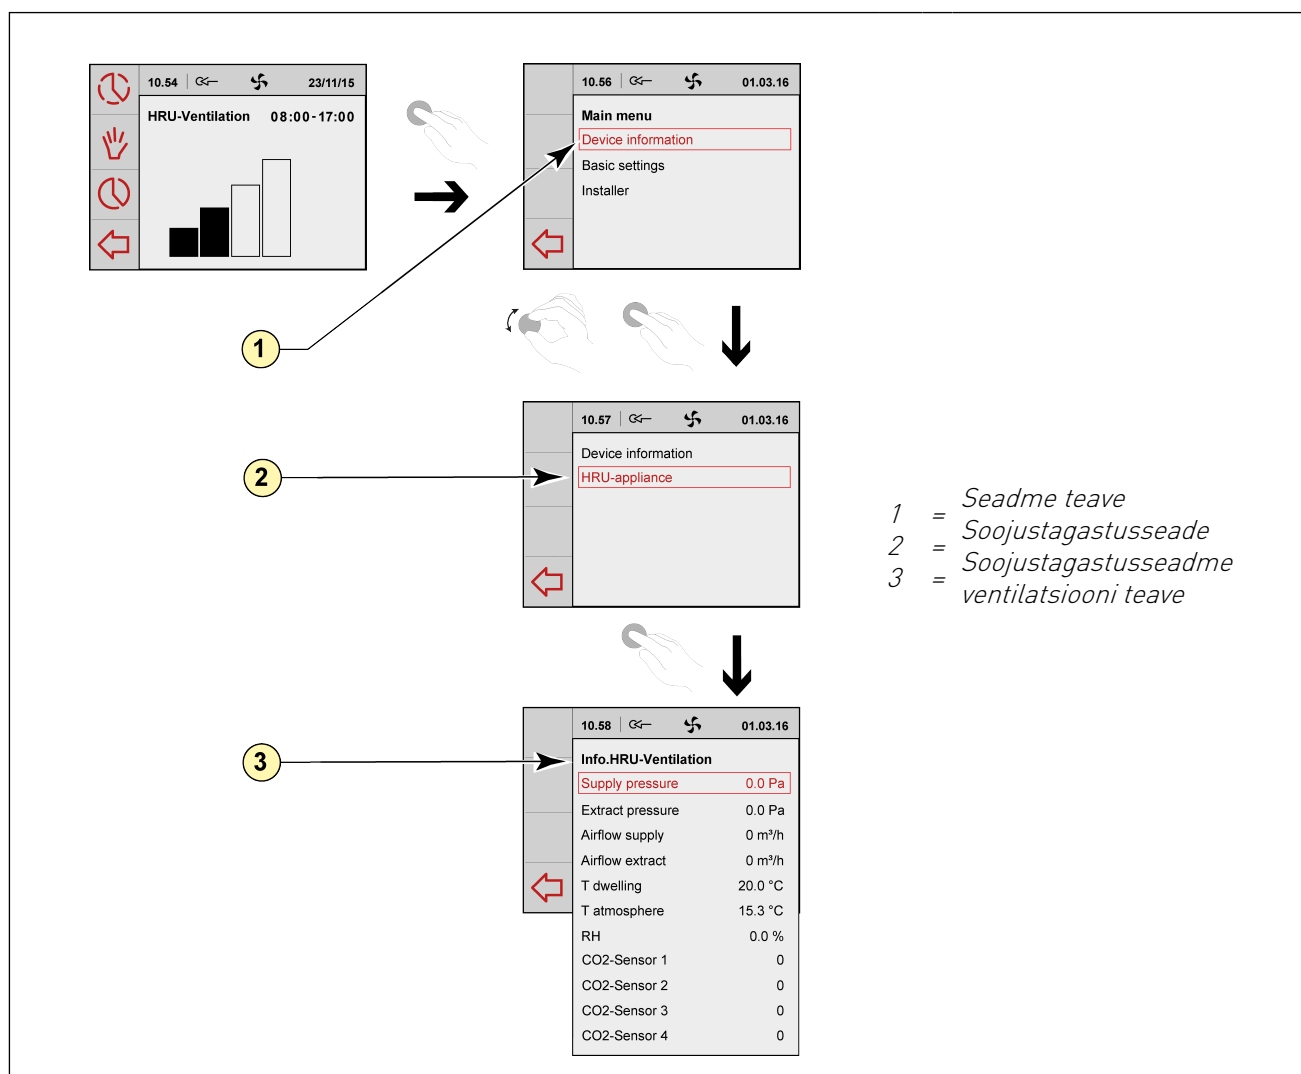 10.54 23/11/15
HRU-Ventilation 08:00-17:00
10.56 01.03.16
Main menu
Device information
Basic settings
Installer
1
10.57 01.03.16
Device information
HRU-appliance
2
1 = Seadme teave
2 = Soojustagastusseade
3 = Soojustagastusseadme
ventilatsiooni teave
10.58 01.03.16
3
Info.HRU-Ventilation
Supply pressure 0.0 Pa
Extract pressure 0.0 Pa
Airflow supply 0 m³/h
Airflow extract 0 m³/h
T dwelling 20.0 °C
T atmosphere 15.3 °C
RH 0.0 %
CO2-Sensor 1 0
CO2-Sensor 2 0
CO2-Sensor 3 0
CO2-Sensor 4 0